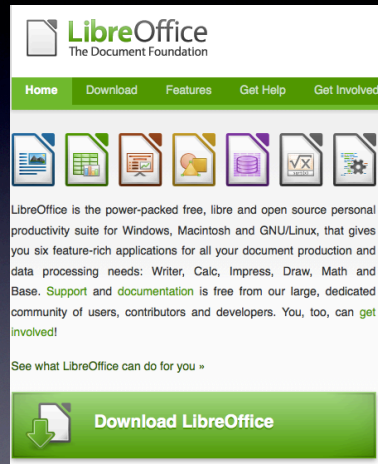 LibreOffice
The Document Foundation
Home Download Features Get Help Get Involved
LibreOffice is the power-packed free, libre and open source personal
productivity suite for Windows, Macintosh and GNU/Linux, that gives
you six feature-rich applications for all your document production and
data processing needs: Writer, Calc, Impress, Draw, Math and
Base. Support and documentation is free from our large, dedicated
community of users, contributors and developers. You, too, can get
involved!
See what LibreOffice can do for you »
Download LibreOffice